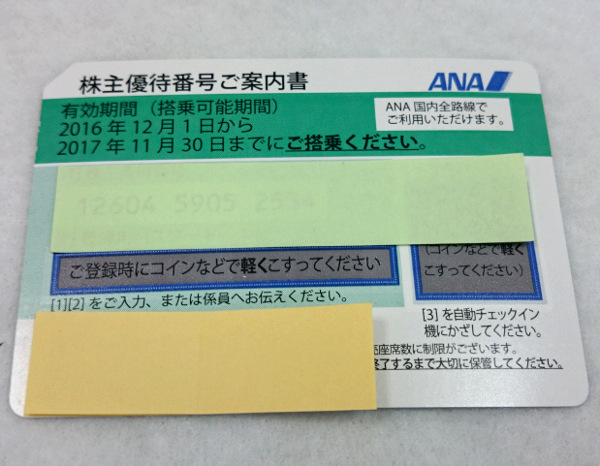 株主優待番号ご案内書
ANA
有効期間（搭乗可能期間）
2016 年 12 月 1 日から
2017 年 11 月 30 日までにご搭乗ください。
ANA 国内全路線で
ご利用いただけます。
12604 5905
ご登録時にコインなどで軽くこすってください
(コインなどで軽く
こすってください)
[1][2] をご入力、または係員へお伝えください。
[3] を自動チェックイン
機にかざしてください。
座席数に制限がございます。
終了するまで大切に保管してください。